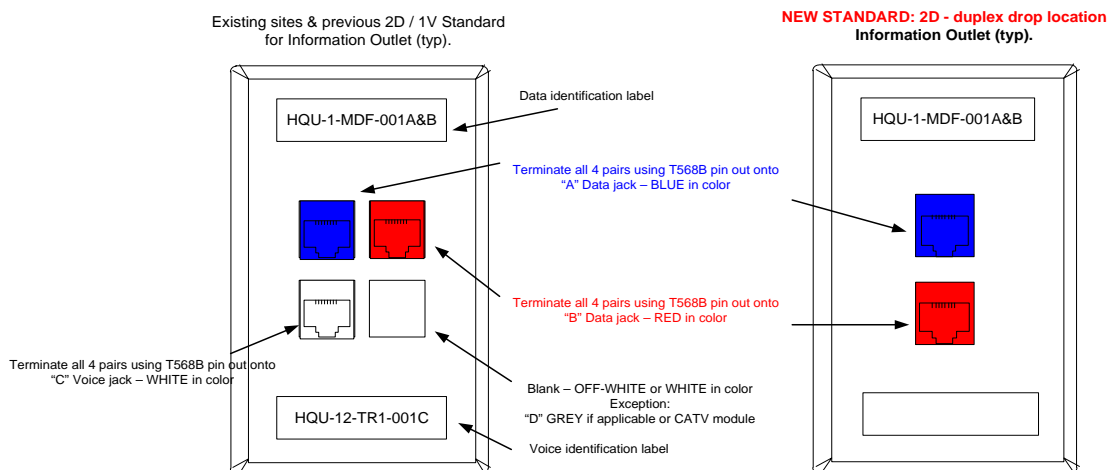 Existing sites & previous 2D / 1V Standard
for Information Outlet (typ).
NEW STANDARD: 2D - duplex drop location
Information Outlet (typ).
HQU-1-MDF-001A&B
Data identification label
HQU-1-MDF-001A&B
Terminate all 4 pairs using T568B pin out onto
“A” Data jack – BLUE in color
Terminate all 4 pairs using T568B pin out onto
“B” Data jack – RED in color
Terminate all 4 pairs using T568B pin out onto
“C” Voice jack – WHITE in color
Blank – OFF-WHITE or WHITE in color
Exception:
“D” GREY if applicable or CATV module
HQU-12-TR1-001C
Voice identification label